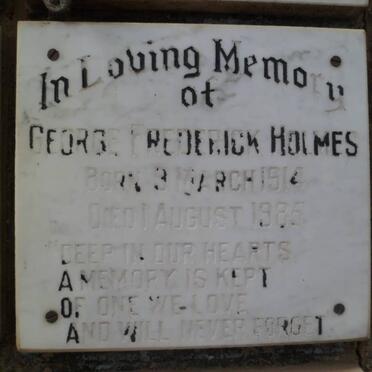 In Loving Memory
of
GEORGE FREDERICK HOLMES
BORN 3 MARCH 1914
DIED 1 AUGUST 1985
"DEEP IN OUR HEARTS
A MEMORY IS KEPT
OF ONE WE LOVE
AND WILL NEVER FORGET